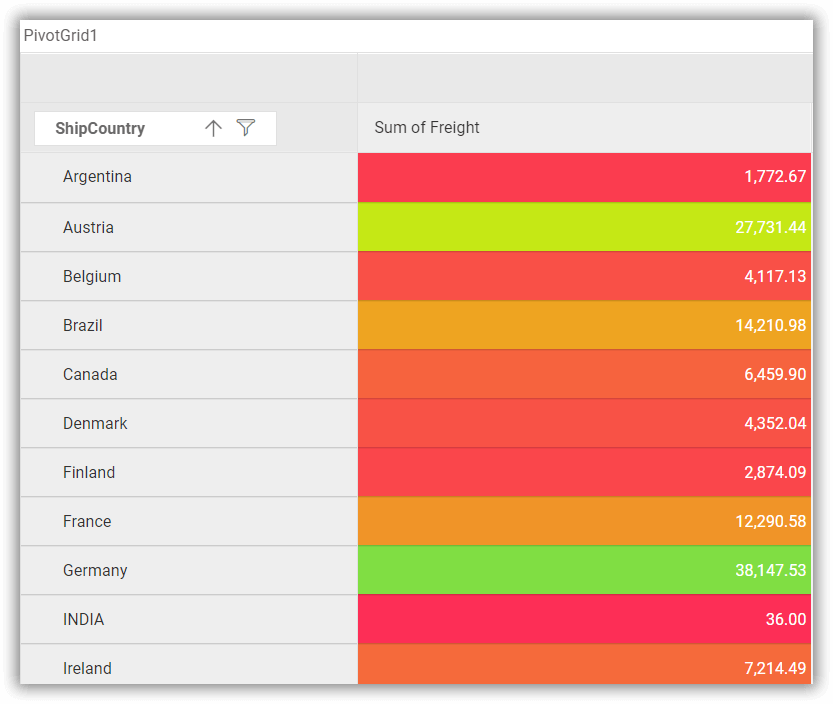 PivotGrid1
ShipCountry Sum of Freight
Argentina 1,772.67
Austria 27,731.44
Belgium 4,117.13
Brazil 14,210.98
Canada 6,459.90
Denmark 4,352.04
Finland 2,874.09
France 12,290.58
Germany 38,147.53
INDIA 36.00
Ireland 7,214.49